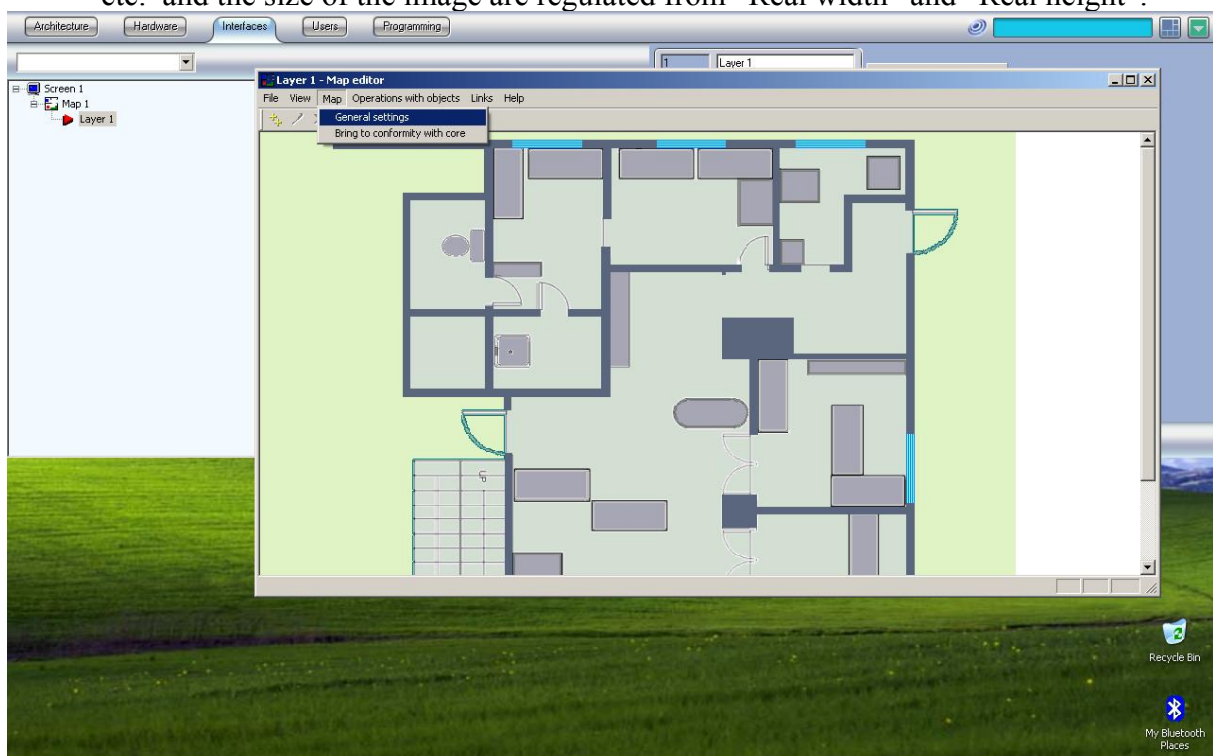 etc." and the size of the image are regulated from "Real width" and "Real height".
Architecture Hardware Interfaces Users Programming
1 Layer 1
Screen 1
Map 1
Layer 1
Layer 1 - Map editor
File View Map Operations with objects Links Help
General settings
Bring to conformity with core
Recycle Bin
My Bluetooth
Places